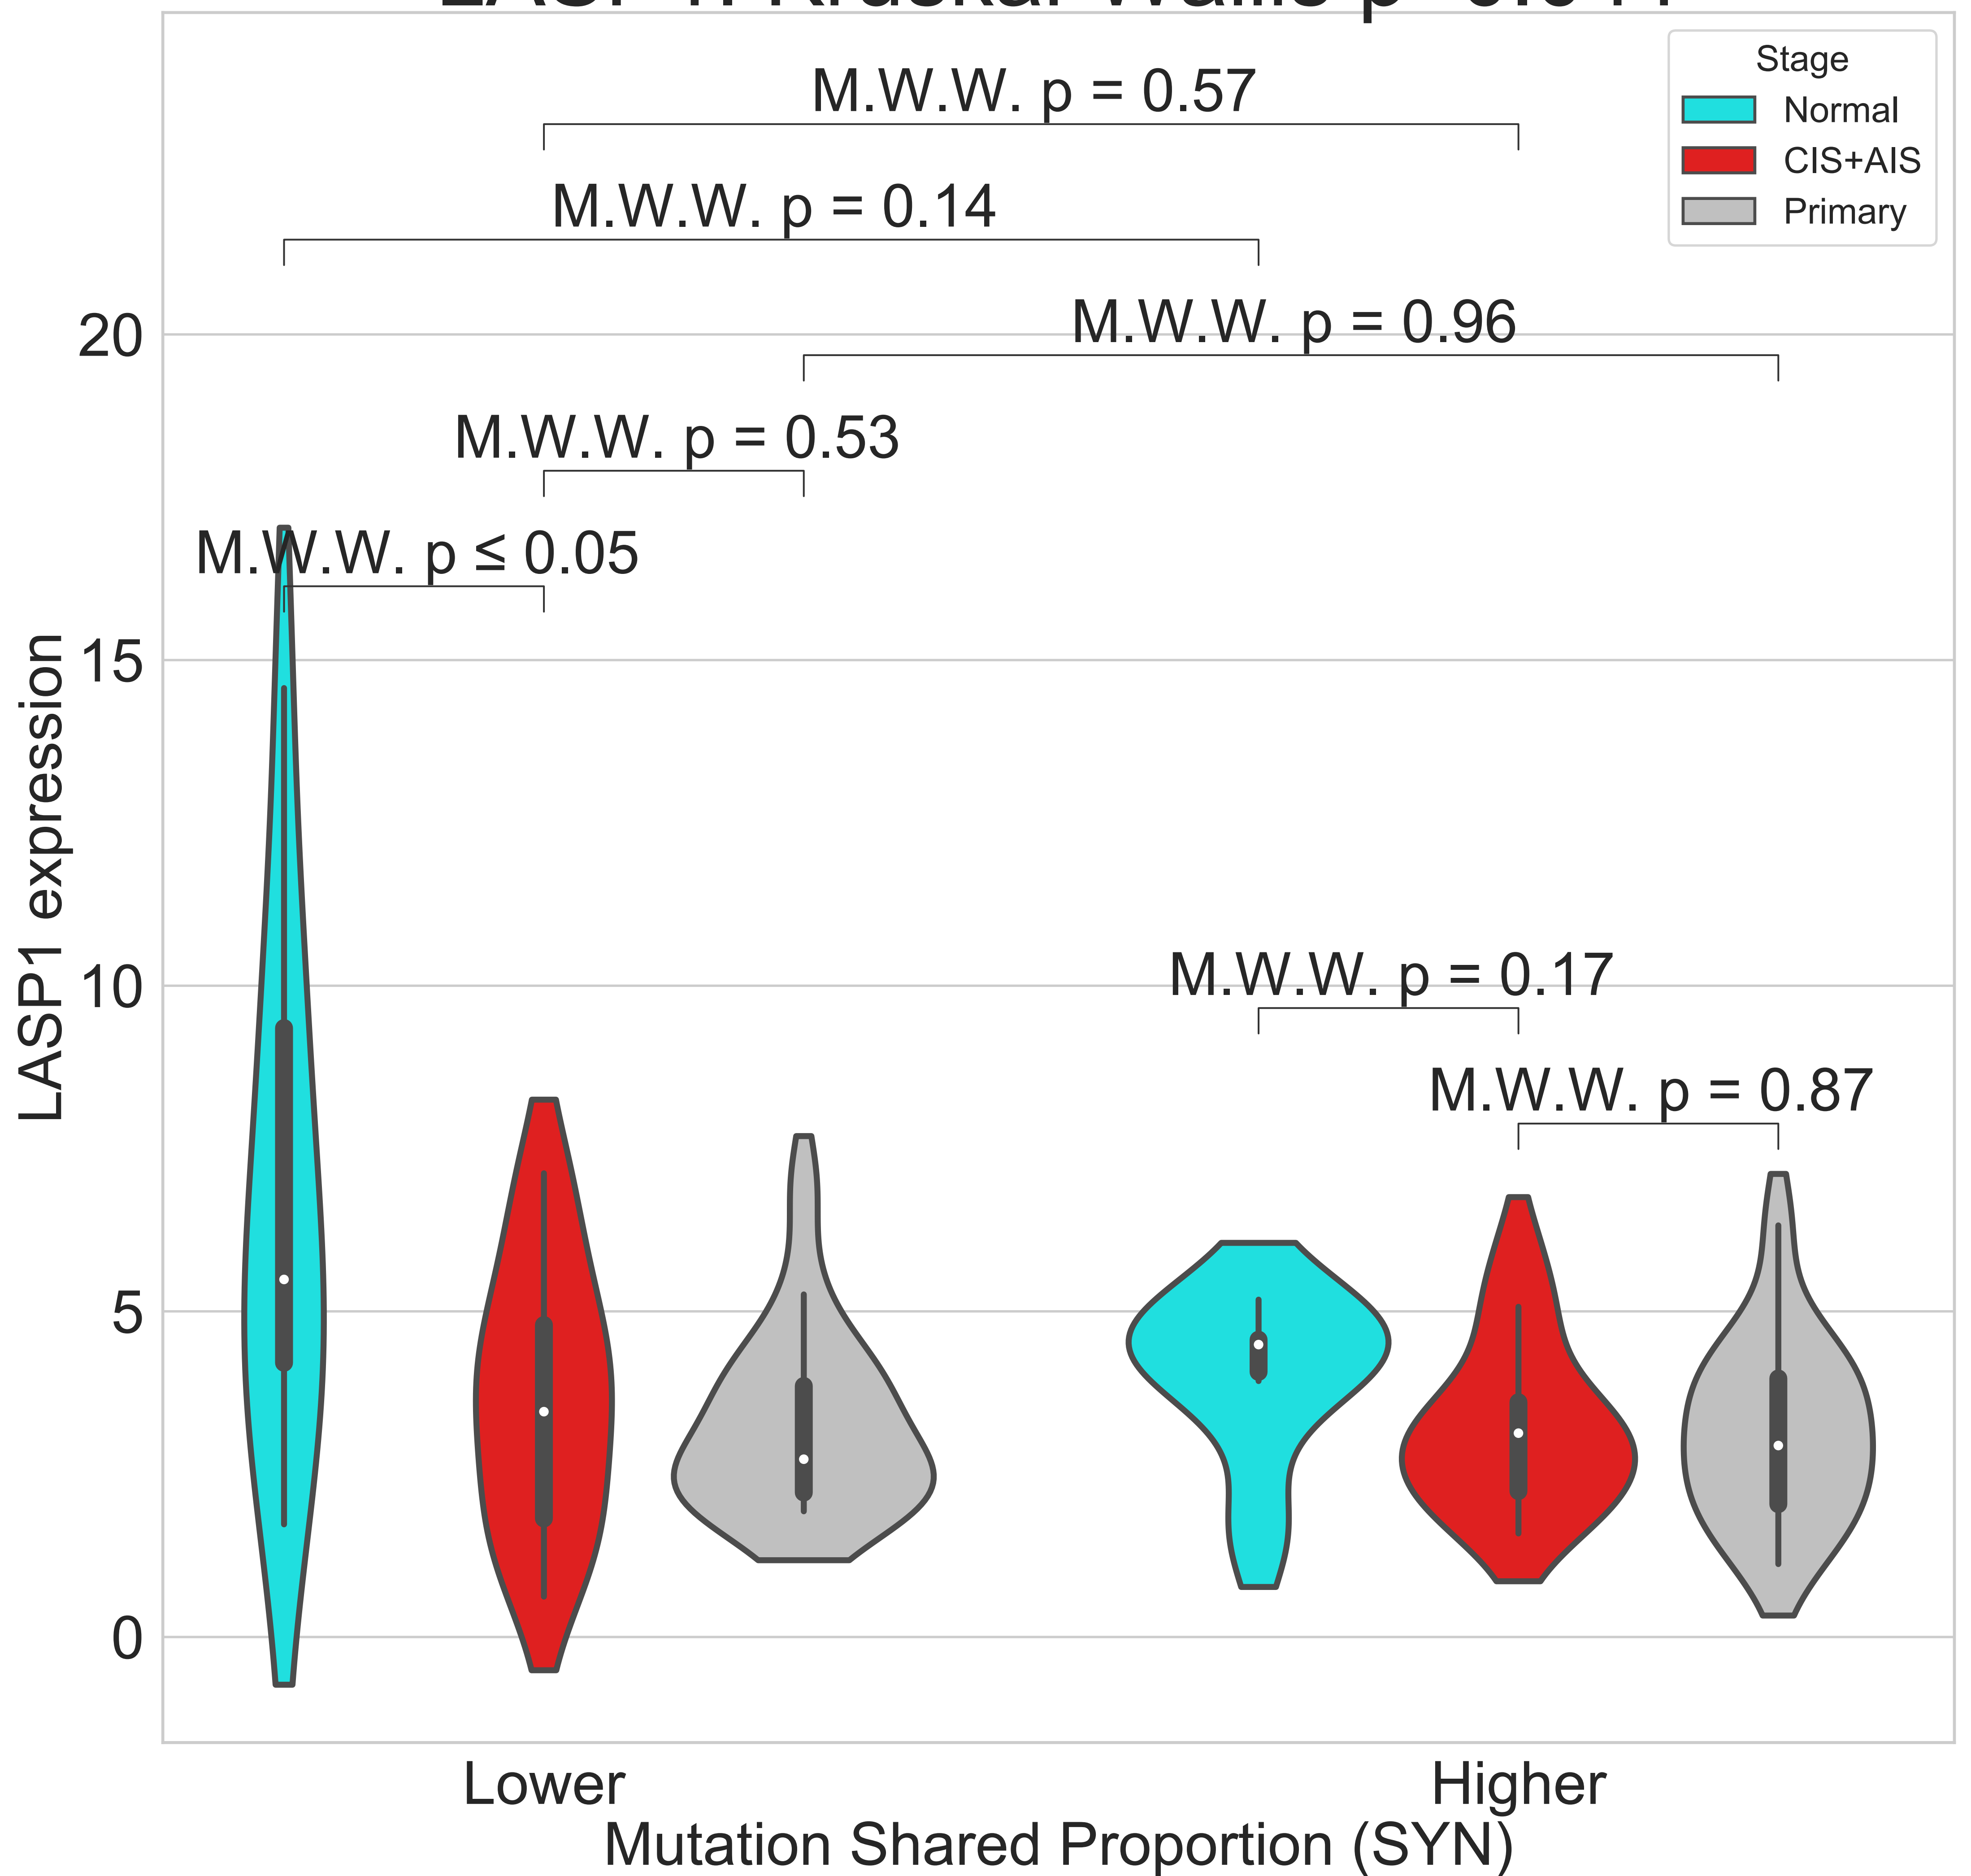 Stage
Normal
CIS+AIS
Primary
M.W.W. p = 0.57
M.W.W. p = 0.14
M.W.W. p = 0.96
M.W.W. p = 0.53
M.W.W. p ≤ 0.05
M.W.W. p = 0.17
M.W.W. p = 0.87
20
15
10
5
0
LASP1 expression
Lower
Higher
Mutation Shared Proportion (SYN)